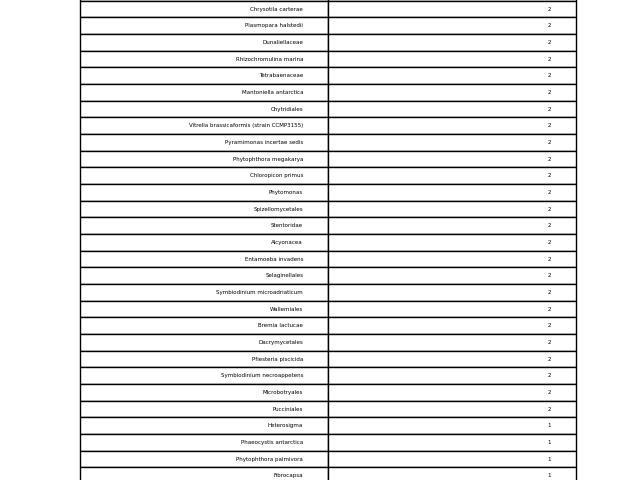 Chrysotila carterae 2
Plasmopara halstedii 2
Dunaliellaceae 2
Rhizochromulina marina 2
Tetrabaenaceae 2
Mantoniella antarctica 2
Chytridiales 2
Vitrella brassicaformis (strain CCMP3155) 2
Pyramimonas incertae sedis 2
Phytophthora megakarya 2
Chloropicon primus 2
Phytomonas 2
Spizellomycetales 2
Stentoridae 2
Alcyonacea 2
Entamoeba invadens 2
Selaginellales 2
Symbiodinium microadriaticum 2
Wallemiales 2
Bremia lactucae 2
Dacrymycetales 2
Pfiesteria piscicida 2
Symbiodinium necroappetens 2
Microbotryales 2
Pucciniales 2
Heterosigma 1
Phaeocystis antarctica 1
Phytophthora palmivora 1
Fibrocapsa 1